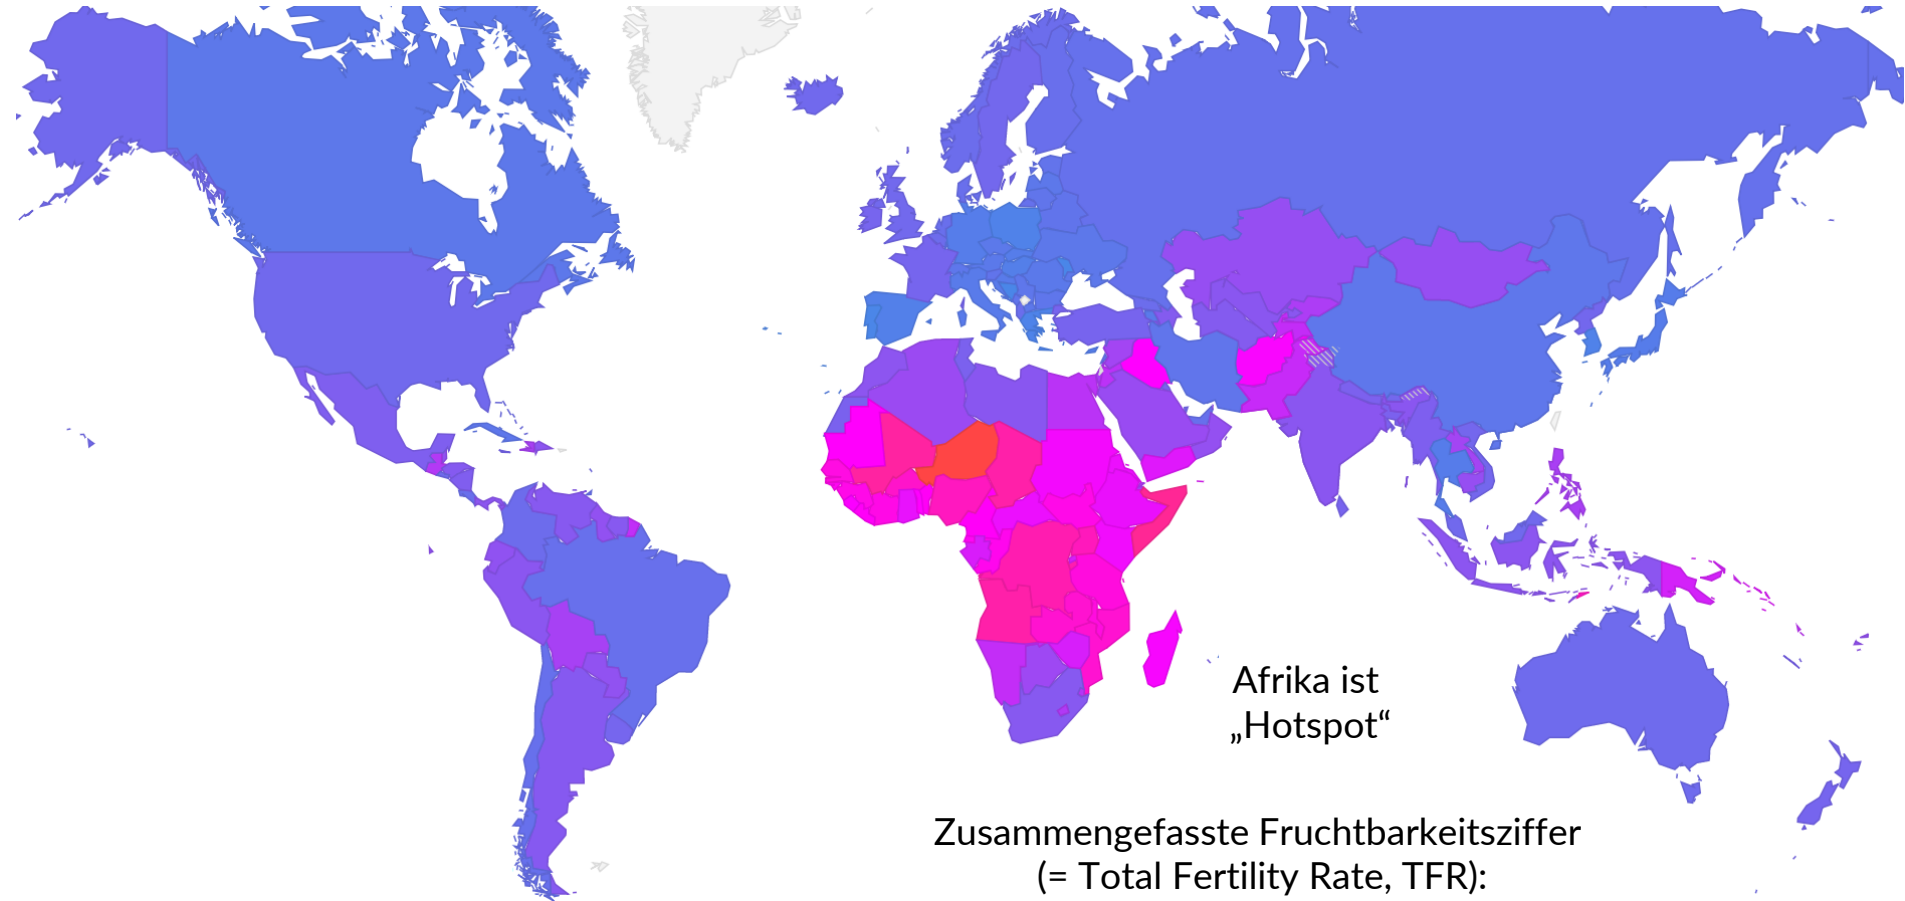 Afrika ist
„Hotspot“
Zusammengefasste Fruchtbarkeitsziffer
(= Total Fertility Rate, TFR):